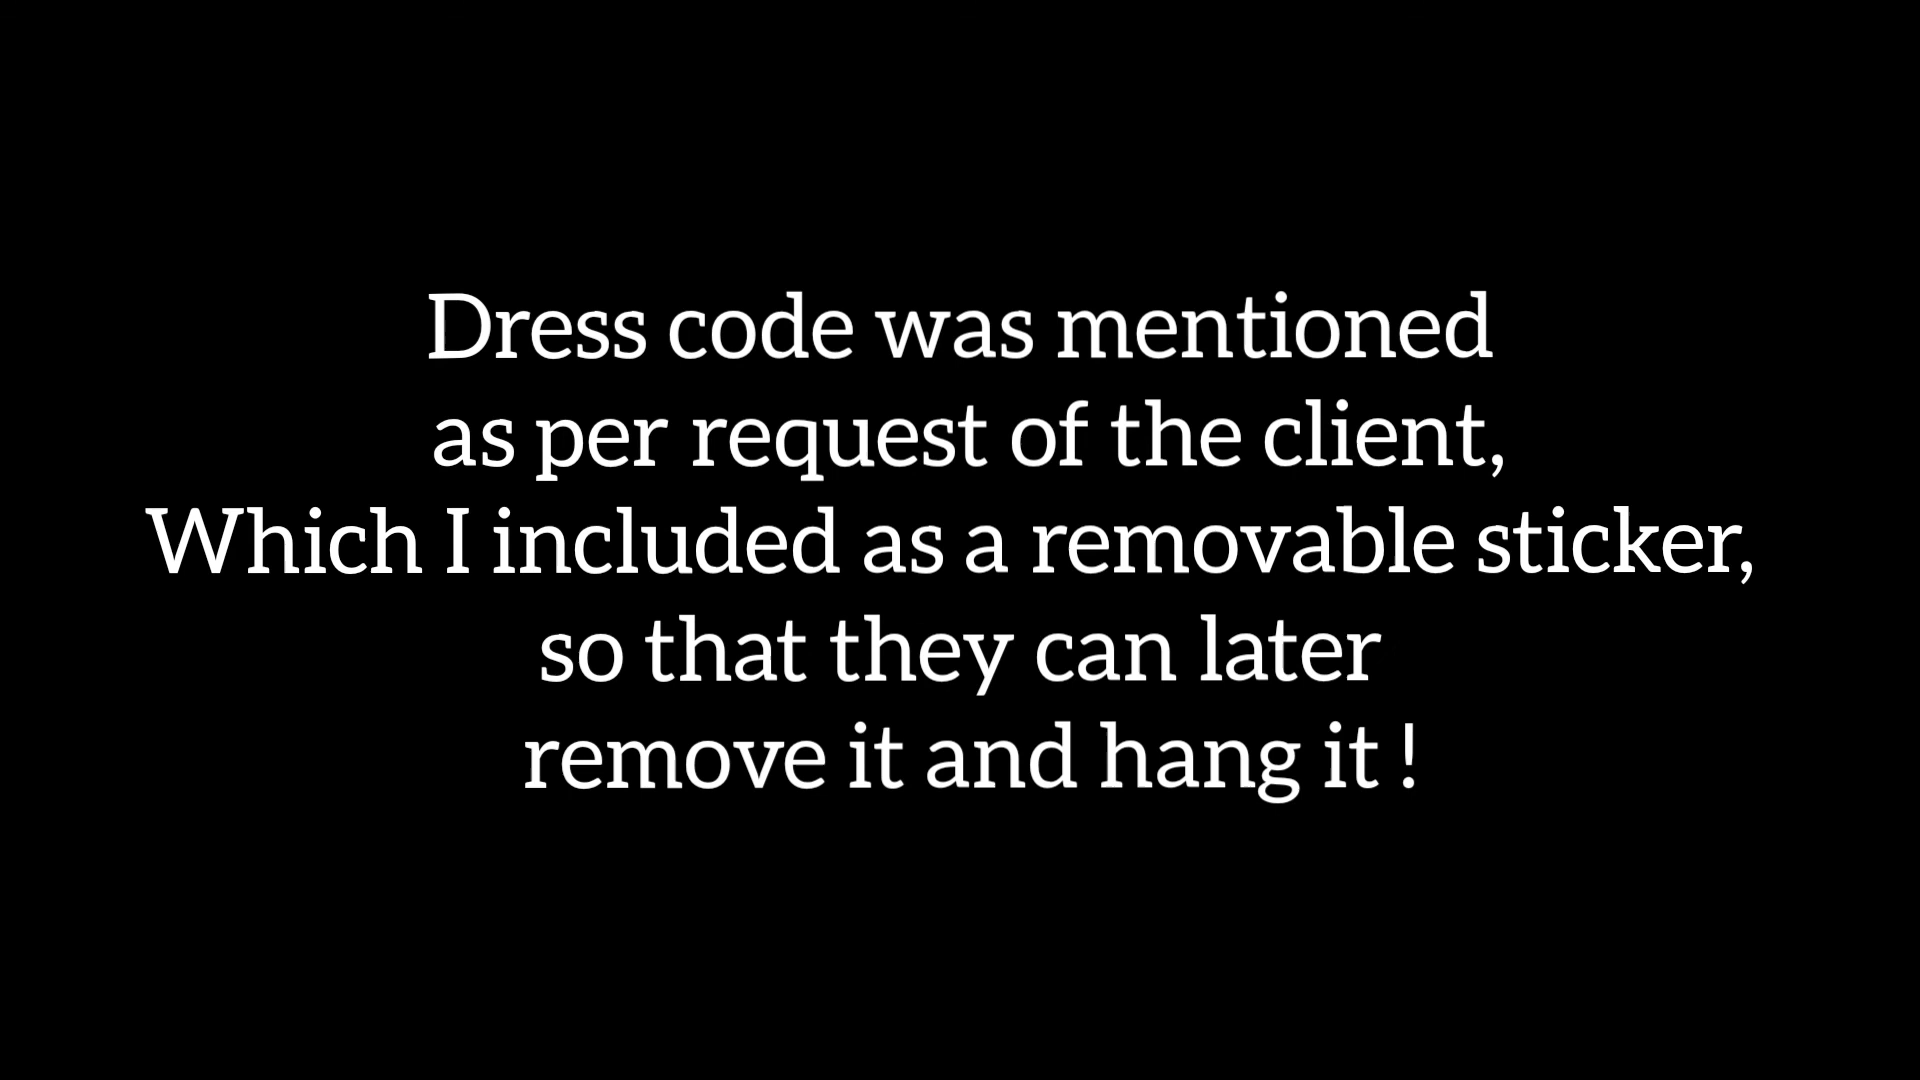 Dress code was mentioned
as per request of the client,
Which I included as a removable sticker,
so that they can later
remove it and hang it !